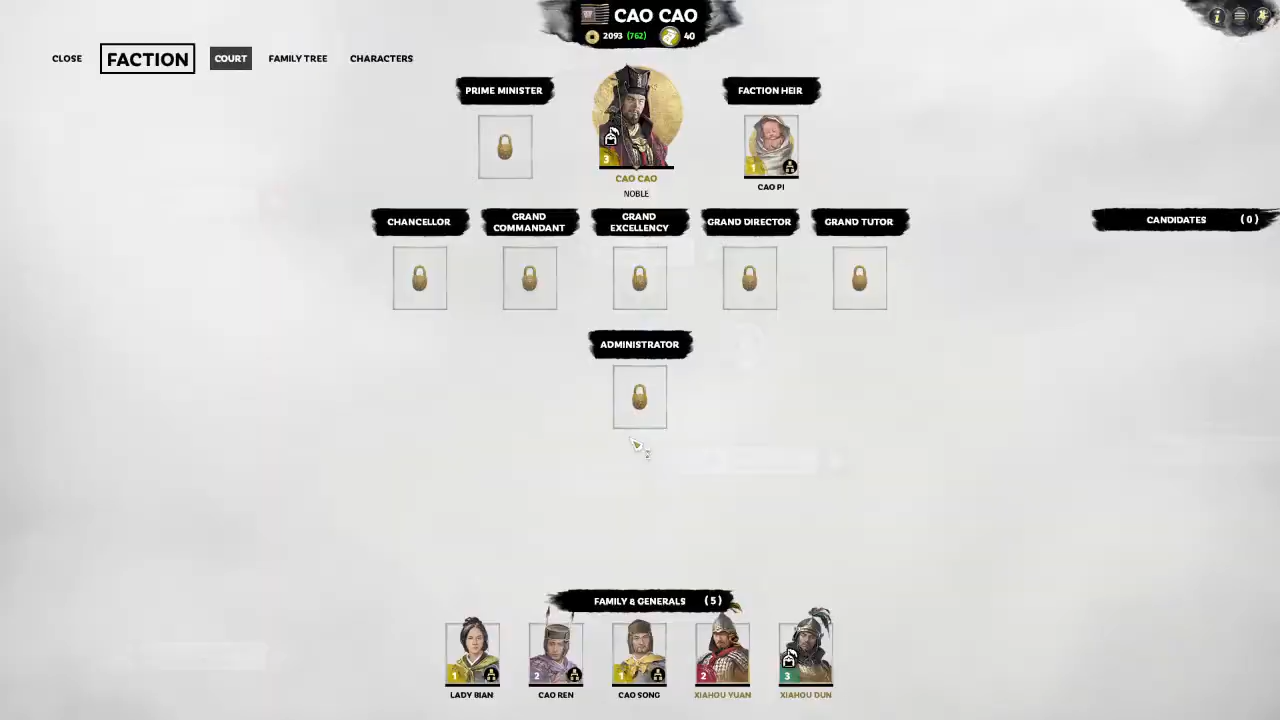 CAO CAO
2093 (762) 40
CLOSE FACTION COURT FAMILY TREE CHARACTERS
PRIME MINISTER
FACTION HEIR
3
1
CAO CAO
NOBLE
CAO PI
CHANCELLOR
GRAND
COMMANDANT
GRAND
EXCELLENCY
GRAND DIRECTOR
GRAND TUTOR
CANDIDATES (0)
ADMINISTRATOR
FAMILY & GENERALS (5)
1 2 1 2 3
LADY BIAN CAO REN CAO SONG XIAHOU YUAN XIAHOU DUN